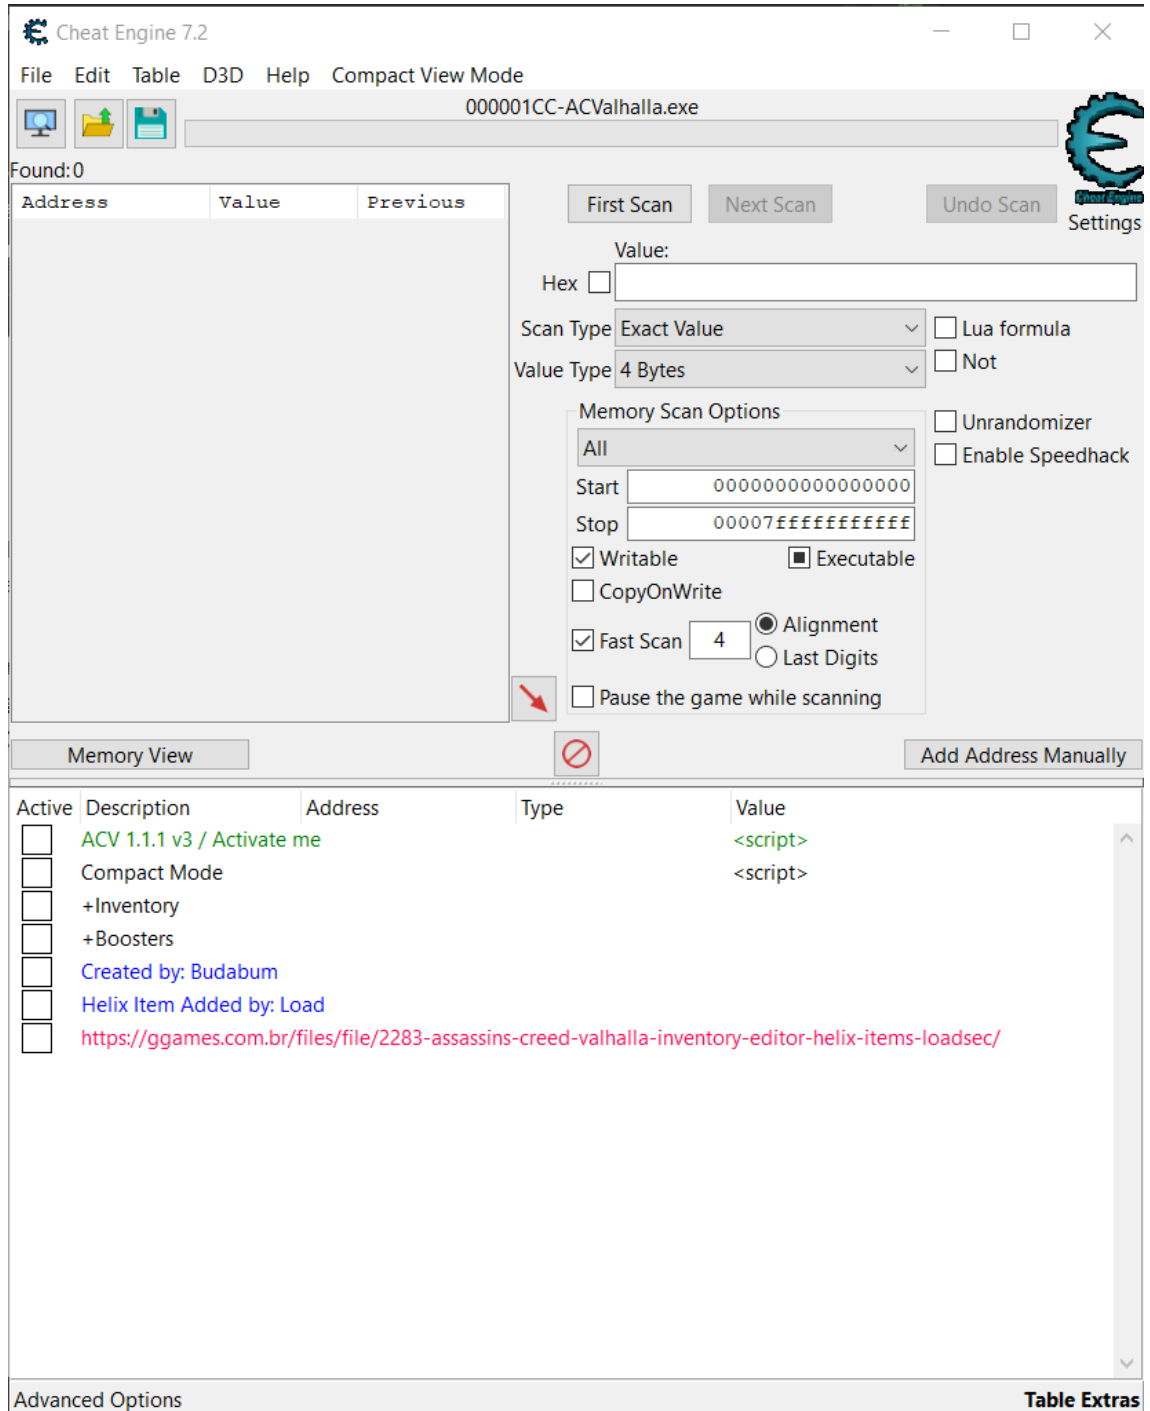 Cheat Engine 7.2
File Edit Table D3D Help Compact View Mode
000001CC-ACValhalla.exe
Found:0
Address Value Previous
First Scan Next Scan Undo Scan
Cheat Engine
Settings
Value:
Hex
Scan Type Exact Value Lua formula
Not
Value Type 4 Bytes
Memory Scan Options
Unrandomizer
All
Enable Speedhack
Start 0000000000000000
Stop 00007fffffffffff
Writable Executable
CopyOnWrite
Alignment
Fast Scan 4
Last Digits
Pause the game while scanning
Memory View Add Address Manually
Active Description Address Type Value
ACV 1.1.1 v3 / Activate me <script>
Compact Mode <script>
+Inventory
+Boosters
Created by: Budabum
Helix Item Added by: Load
https://ggames.com.br/files/file/2283-assassins-creed-valhalla-inventory-editor-helix-items-loadsec/
Advanced Options Table Extras